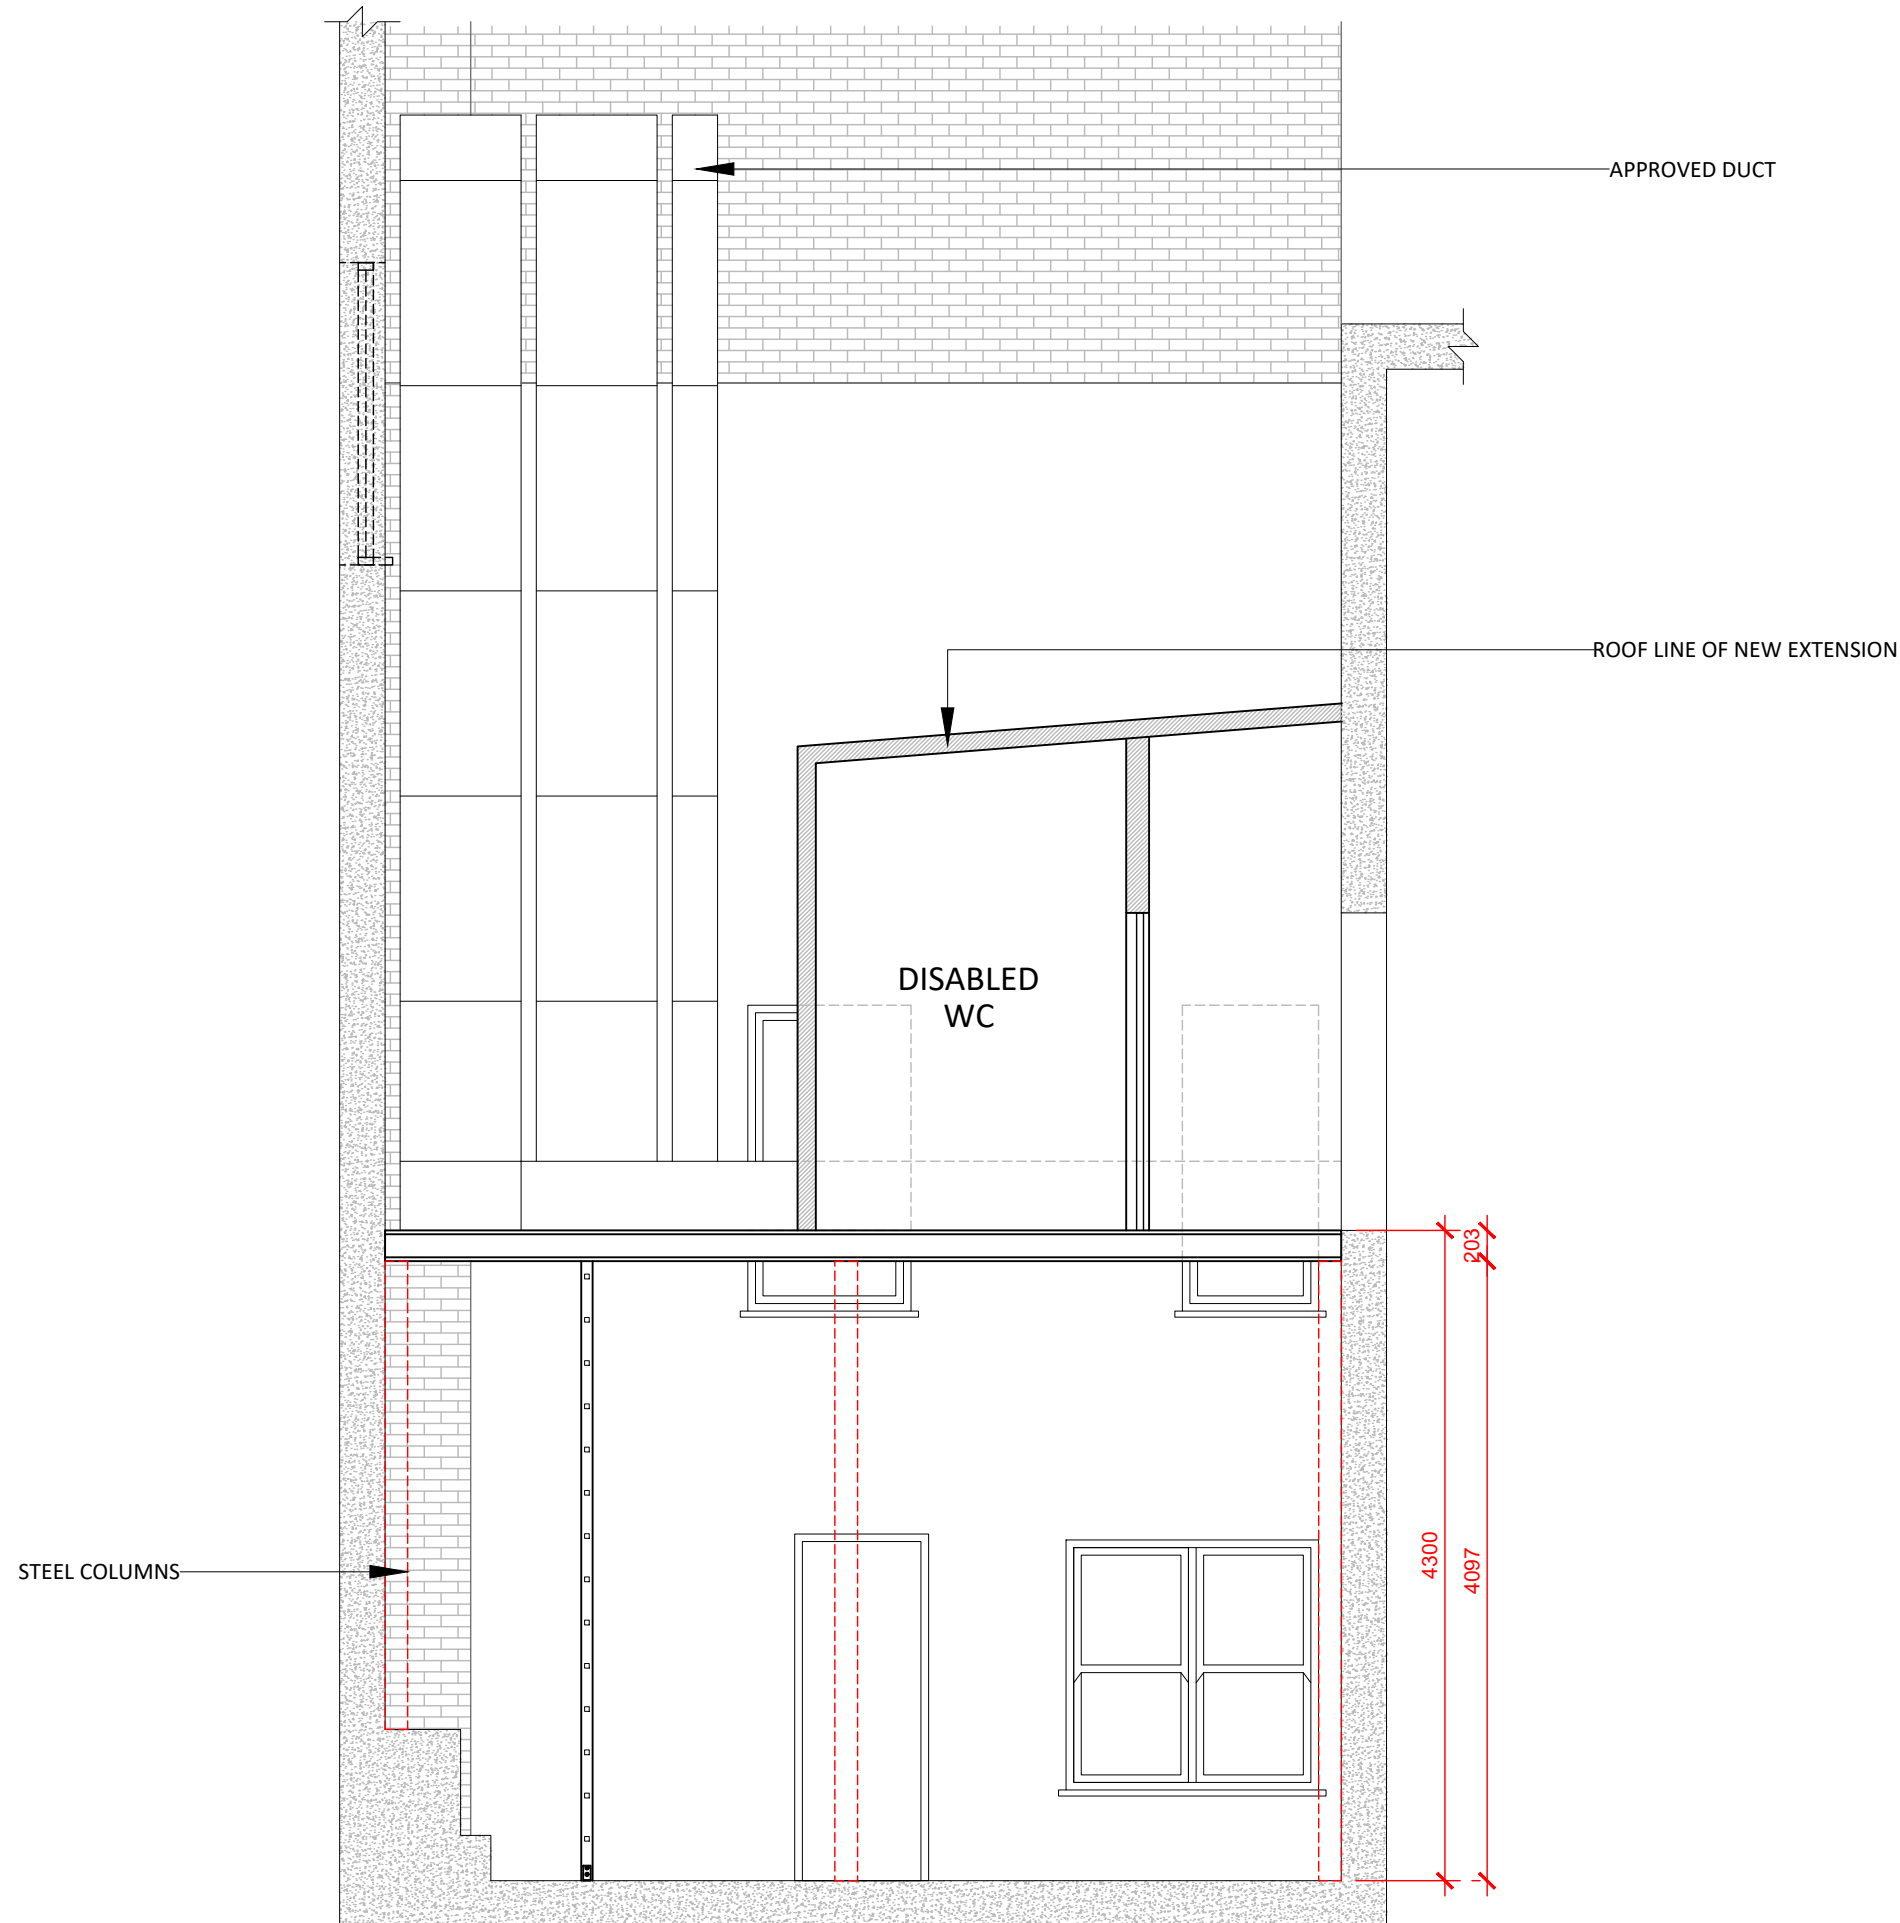 APPROVED DUCT
ROOF LINE OF NEW EXTENSION
DISABLED
WC
203
4300
4097
STEEL COLUMNS